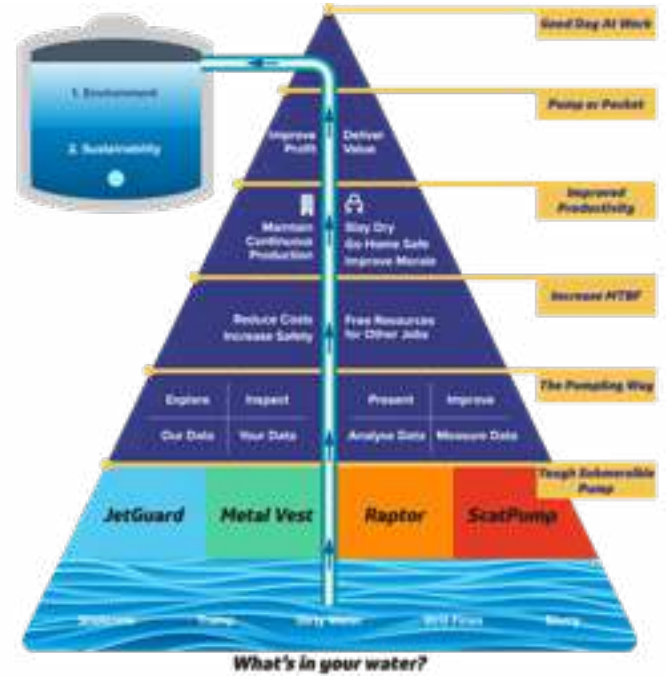 Good Day At Work
1. Environment
2. Sustainability
Pump or Pocket
Improve Profit
Deliver Value
Improved Productivity
Maintain Continuous Production
Stay Dry
Go Home Safe
Improve Morale
Increase MTBF
Reduce Costs
Increase Safety
Free Resources
for Other Jobs
Explore
Inspect
Present
Improve
Our Data
Your Data
Analyse Data
Measure Data
Tough Submersible
Pump
JetGuard
Metal Vest
Raptor
ScatPump
Dirty Water
What's in your water?